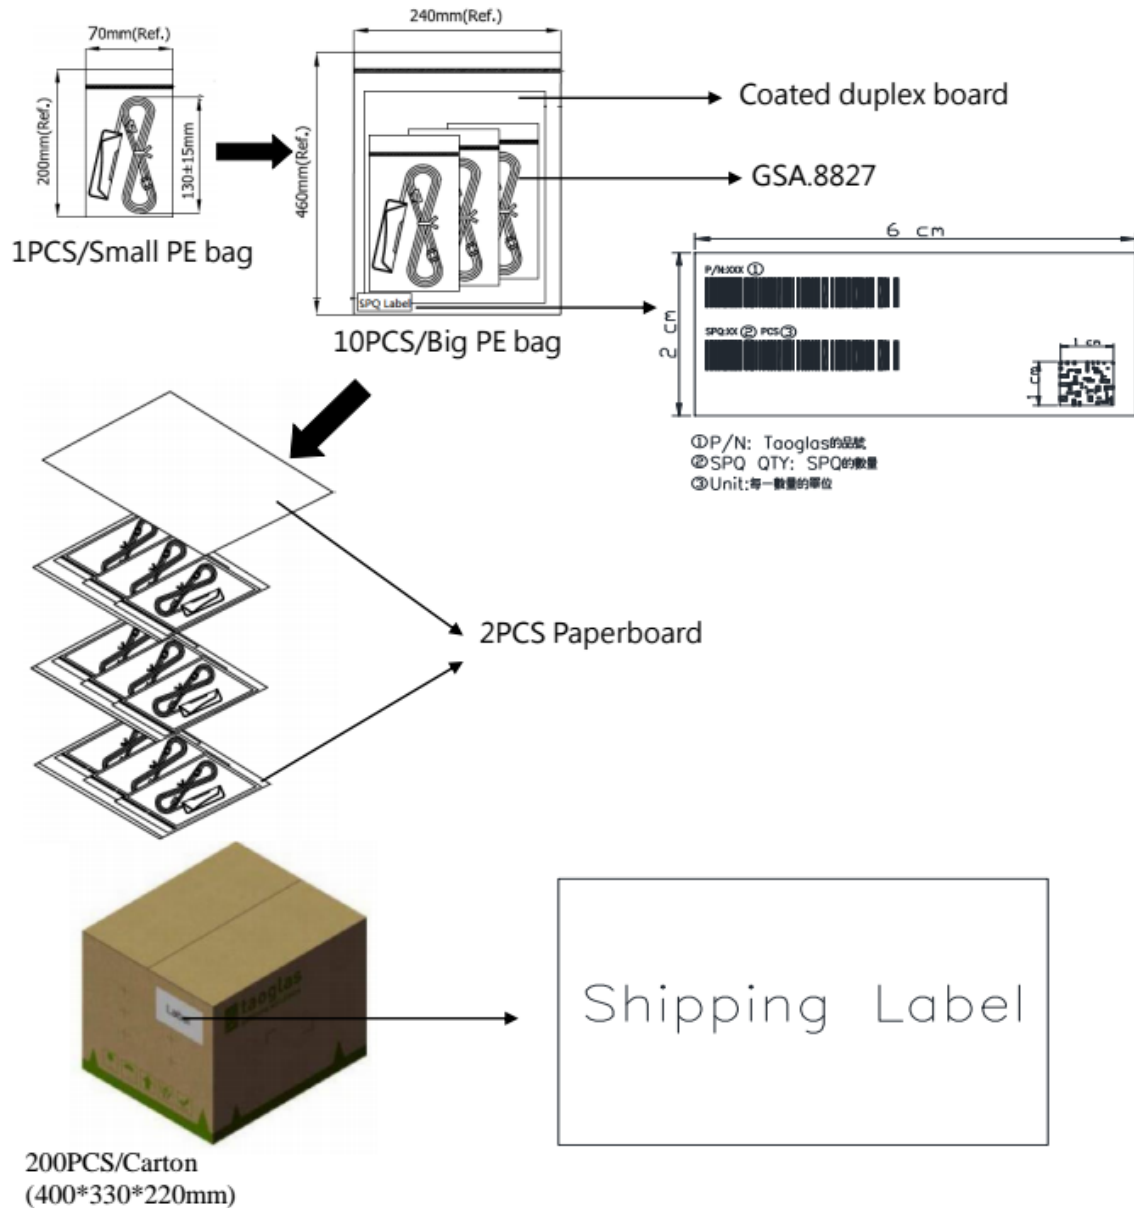 240mm(Ref.)
70mm(Ref.)
200mm(Ref.)
130±15mm
460mm(Ref.)
Coated duplex board
GSA.8827
1PCS/Small PE bag
SPQ Label
10PCS/Big PE bag
6 cm
2 cm
P/N:XXX ①
SPQ:XX ② PCS ③
1 cm
1 cm
①P/N: Taoglas的品號
②SPQ QTY: SPQ的數量
③Unit:每一數量的單位
2PCS Paperboard
Label
taoglas
Shipping Label
200PCS/Carton
(400*330*220mm)